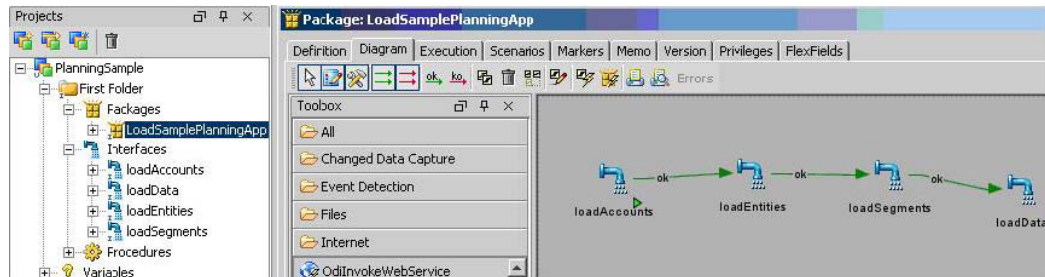 Projects
PlanningSample
First Folder
Packages
LoadSamplePlanningApp
Interfaces
loadAccounts
loadData
loadEntities
loadSegments
Procedures
Variables
Package: LoadSamplePlanningApp
Definition Diagram Execution Scenarios Markers Memo Version Privileges FlexFields
ok ko Errors
Toolbox
All
Changed Data Capture
Event Detection
Files
Internet
OdiInvokeWebService
ok ok ok
loadAccounts loadEntities loadSegments loadData